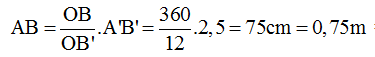 AB = OB/OB' . A'B' = 360/12 . 2,5 = 75cm = 0,75m